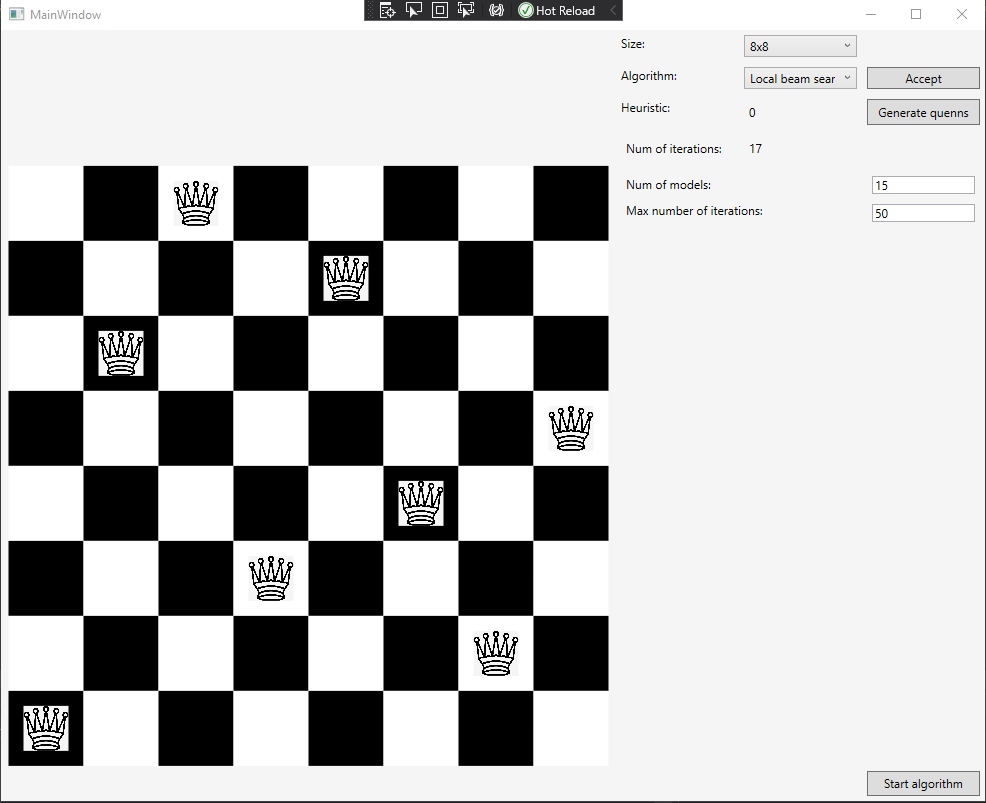 MainWindow
Hot Reload
Size:
8x8
Algorithm:
Local beam sear
Accept
Heuristic:
0
Generate quenns
Num of iterations:
17
Num of models:
15
Max number of iterations:
50
Start algorithm